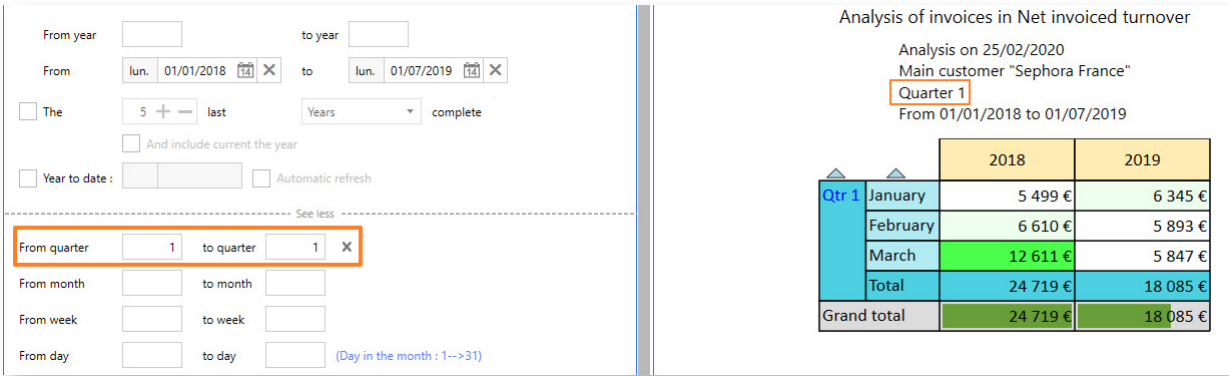 From year to year
From lun. 01/01/2018 14 to lun. 01/07/2019 14
The 5 last Years complete
And include current the year
Year to date : Automatic refresh
See less
From quarter 1 to quarter 1
From month to month
From week to week
From day to day (Day in the month : 1-->31)
Analysis of invoices in Net invoiced turnover
Analysis on 25/02/2020
Main customer "Sephora France"
Quarter 1
From 01/01/2018 to 01/07/2019
2018 2019
Qtr 1 January 5 499 € 6 345 €
February 6 610 € 5 893 €
March 12 611 € 5 847 €
Total 24 719 € 18 085 €
Grand total 24 719 € 18 085 €